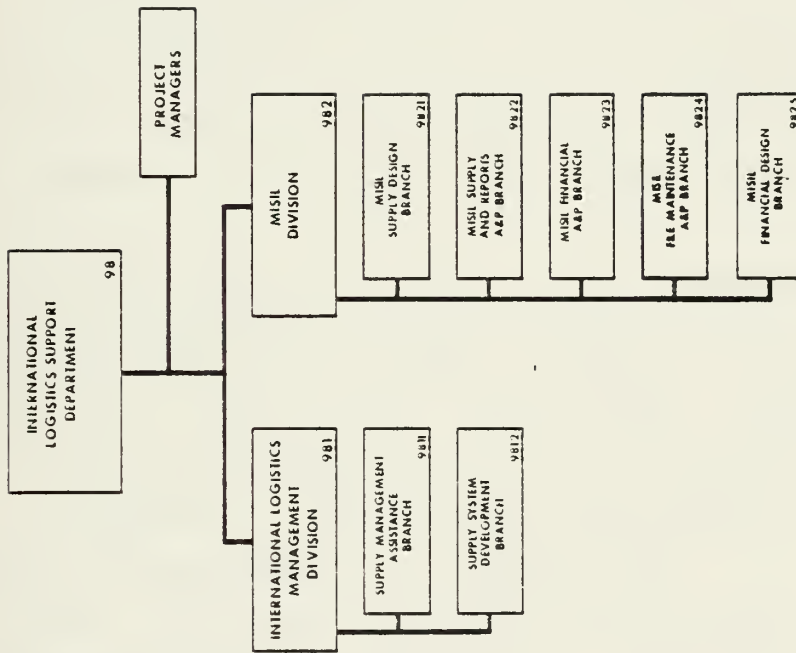 INTERNATIONAL
LOGISTICS SUPPORT
DEPARTMENT
98
PROJECT
MANAGERS
INTERNATIONAL LOGISTICS
MANAGEMENT
DIVISION
981
SUPPLY MANAGEMENT
ASSISTANCE
BRANCH
9811
SUPPLY SYSTEM
DEVELOPMENT
BRANCH
9812
MISIL
DIVISION
982
MISIL
SUPPLY DESIGN
BRANCH
9821
MISIL SUPPLY
AND REPORTS
A&P BRANCH
9822
MISIL FINANCIAL
A&P BRANCH
9823
MISIL
FILE MAINTENANCE
A&P BRANCH
9824
MISIL
FINANCIAL DESIGN
BRANCH
9825